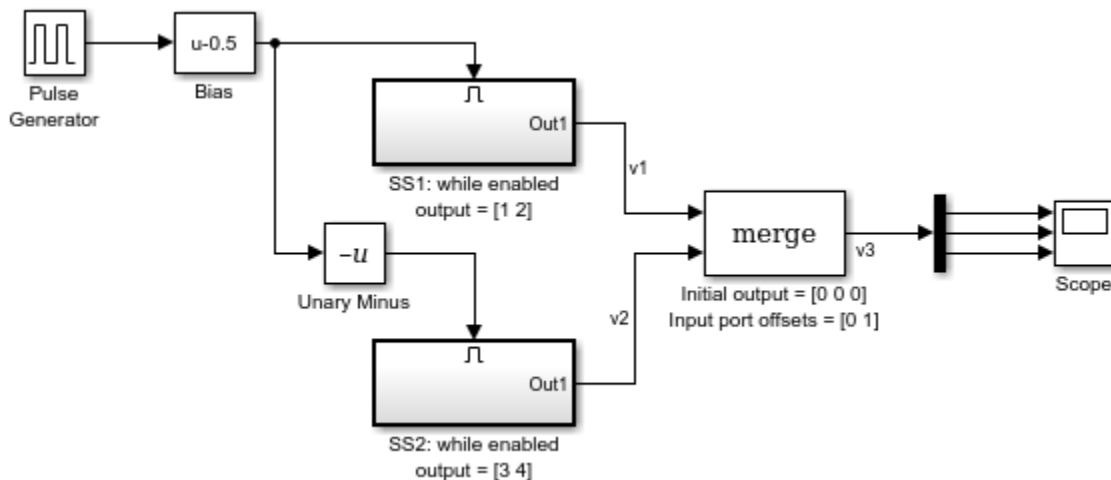 Pulse
Generator
u-0.5
Bias
Out1
SS1: while enabled
output = [1 2]
v1
–u
Unary Minus
merge
v3
Initial output = [0 0 0]
Input port offsets = [0 1]
Scope
v2
Out1
SS2: while enabled
output = [3 4]